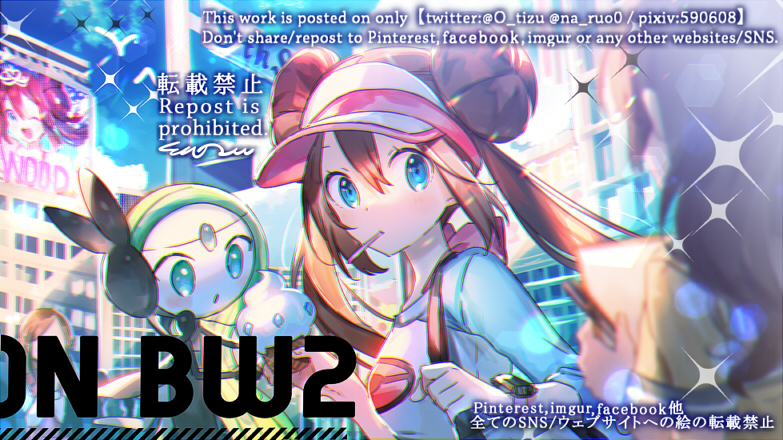 This work is posted on only【twitter:@O_tizu @na_ruo0 / pixiv:590608】
Don't share/repost to Pinterest, facebook, imgur or any other websites/SNS.
転載禁止
Repost is
prohibited.
WOOD
ON BW2
Pinterest,imgur,facebook他
全てのSNS/ウェブサイトへの絵の転載禁止